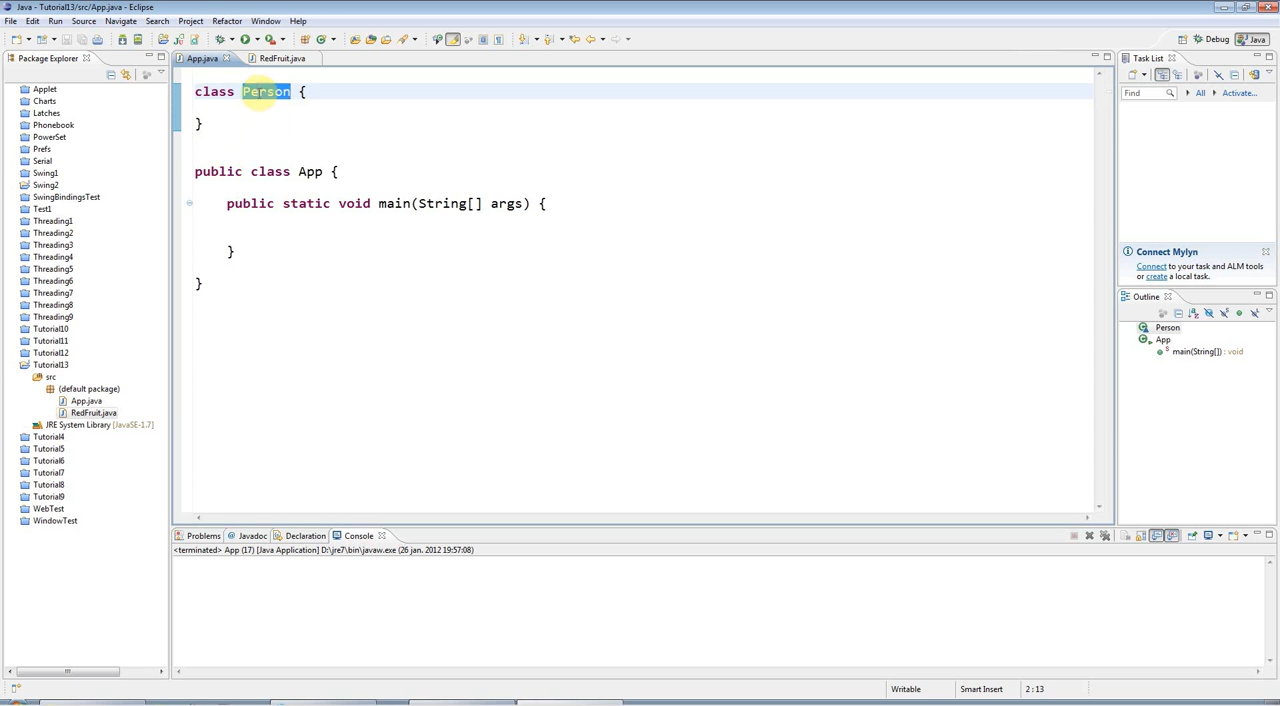 Java - Tutorial13/src/App.java - Eclipse
File Edit Run Source Navigate Search Project Refactor Window Help
Debug Java
Package Explorer
Applet
Charts
Latches
Phonebook
PowerSet
Prefs
Serial
Swing1
Swing2
SwingBindingsTest
Test1
Threading1
Threading2
Threading3
Threading4
Threading5
Threading6
Threading7
Threading8
Threading9
Tutorial10
Tutorial11
Tutorial12
Tutorial13
src
(default package)
App.java
RedFruit.java
JRE System Library [JavaSE-1.7]
Tutorial4
Tutorial5
Tutorial6
Tutorial7
Tutorial8
Tutorial9
WebTest
WindowTest
App.java RedFruit.java
class Person {
}
public class App {
public static void main(String[] args) {
}
}
Task List
Find All Activate...
Connect Mylyn
Connect to your task and ALM tools
or create a local task.
Outline
Person
App
main(String[]) : void
Problems Javadoc Declaration Console
<terminated> App (17) [Java Application] D:\jre7\bin\javaw.exe (26 jan. 2012 19:57:08)
Writable Smart Insert 2 : 13